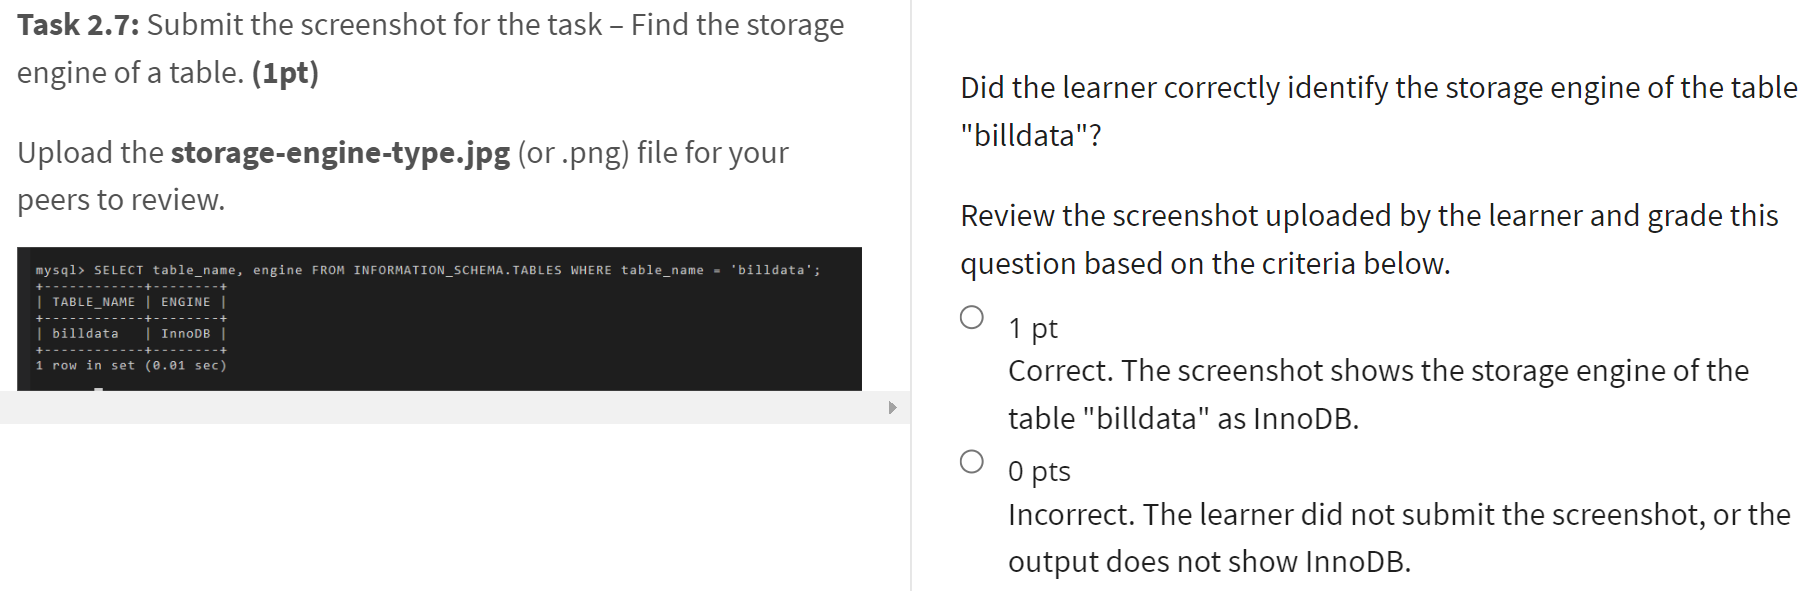 Task 2.7: Submit the screenshot for the task – Find the storage
engine of a table. (1pt)
Upload the storage-engine-type.jpg (or .png) file for your
peers to review.
mysql> SELECT table_name, engine FROM INFORMATION_SCHEMA.TABLES WHERE table_name = 'billdata';
+------------+--------+
| TABLE_NAME | ENGINE |
+------------+--------+
| billdata   | InnoDB |
+------------+--------+
1 row in set (0.01 sec)
Did the learner correctly identify the storage engine of the table
"billdata"?
Review the screenshot uploaded by the learner and grade this
question based on the criteria below.
1 pt
Correct. The screenshot shows the storage engine of the
table "billdata" as InnoDB.
0 pts
Incorrect. The learner did not submit the screenshot, or the
output does not show InnoDB.